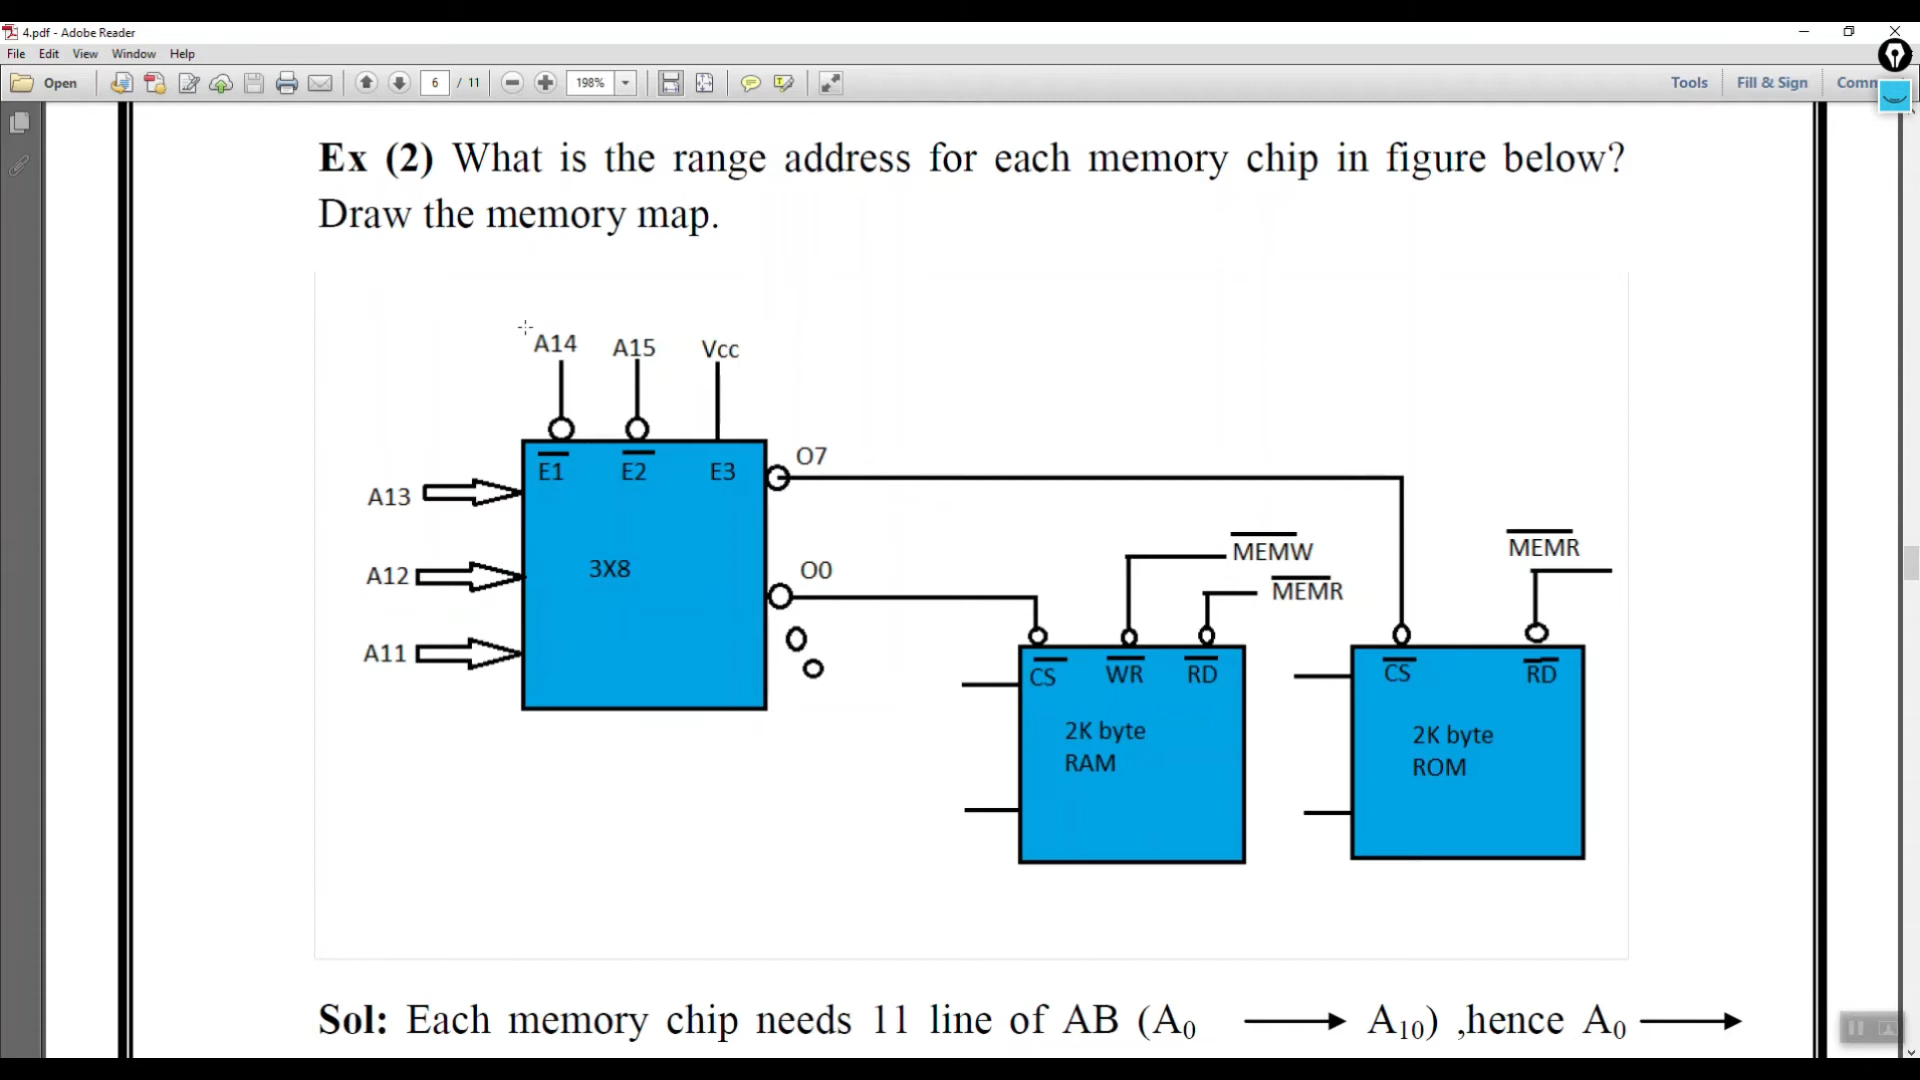 4.pdf - Adobe Reader
File Edit View Window Help
Open 6 / 11 198% Tools Fill & Sign Comm
Ex (2) What is the range address for each memory chip in figure below?
Draw the memory map.
A14 A15 Vcc
E1 E2 E3
O7
A13
MEMW
MEMR
A12
3X8
O0
MEMR
A11
CS WR RD
CS RD
2K byte
RAM
2K byte
ROM
Sol: Each memory chip needs 11 line of AB (A0 → A10) ,hence A0 →